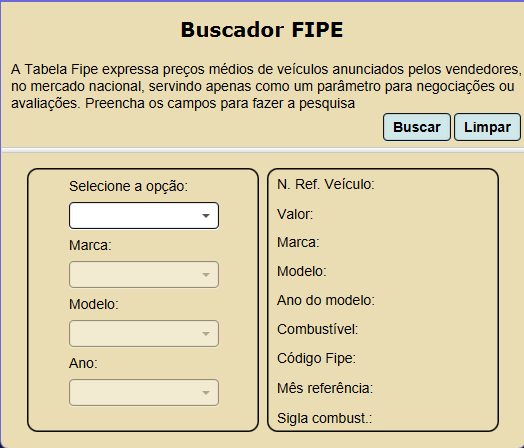 Buscador FIPE
A Tabela Fipe expressa preços médios de veículos anunciados pelos vendedores,
no mercado nacional, servindo apenas como um parâmetro para negociações ou
avaliações. Preencha os campos para fazer a pesquisa
Buscar
Limpar
Selecione a opção:
Marca:
Modelo:
Ano:
N. Ref. Veículo:
Valor:
Marca:
Modelo:
Ano do modelo:
Combustível:
Código Fipe:
Mês referência:
Sigla combust.: